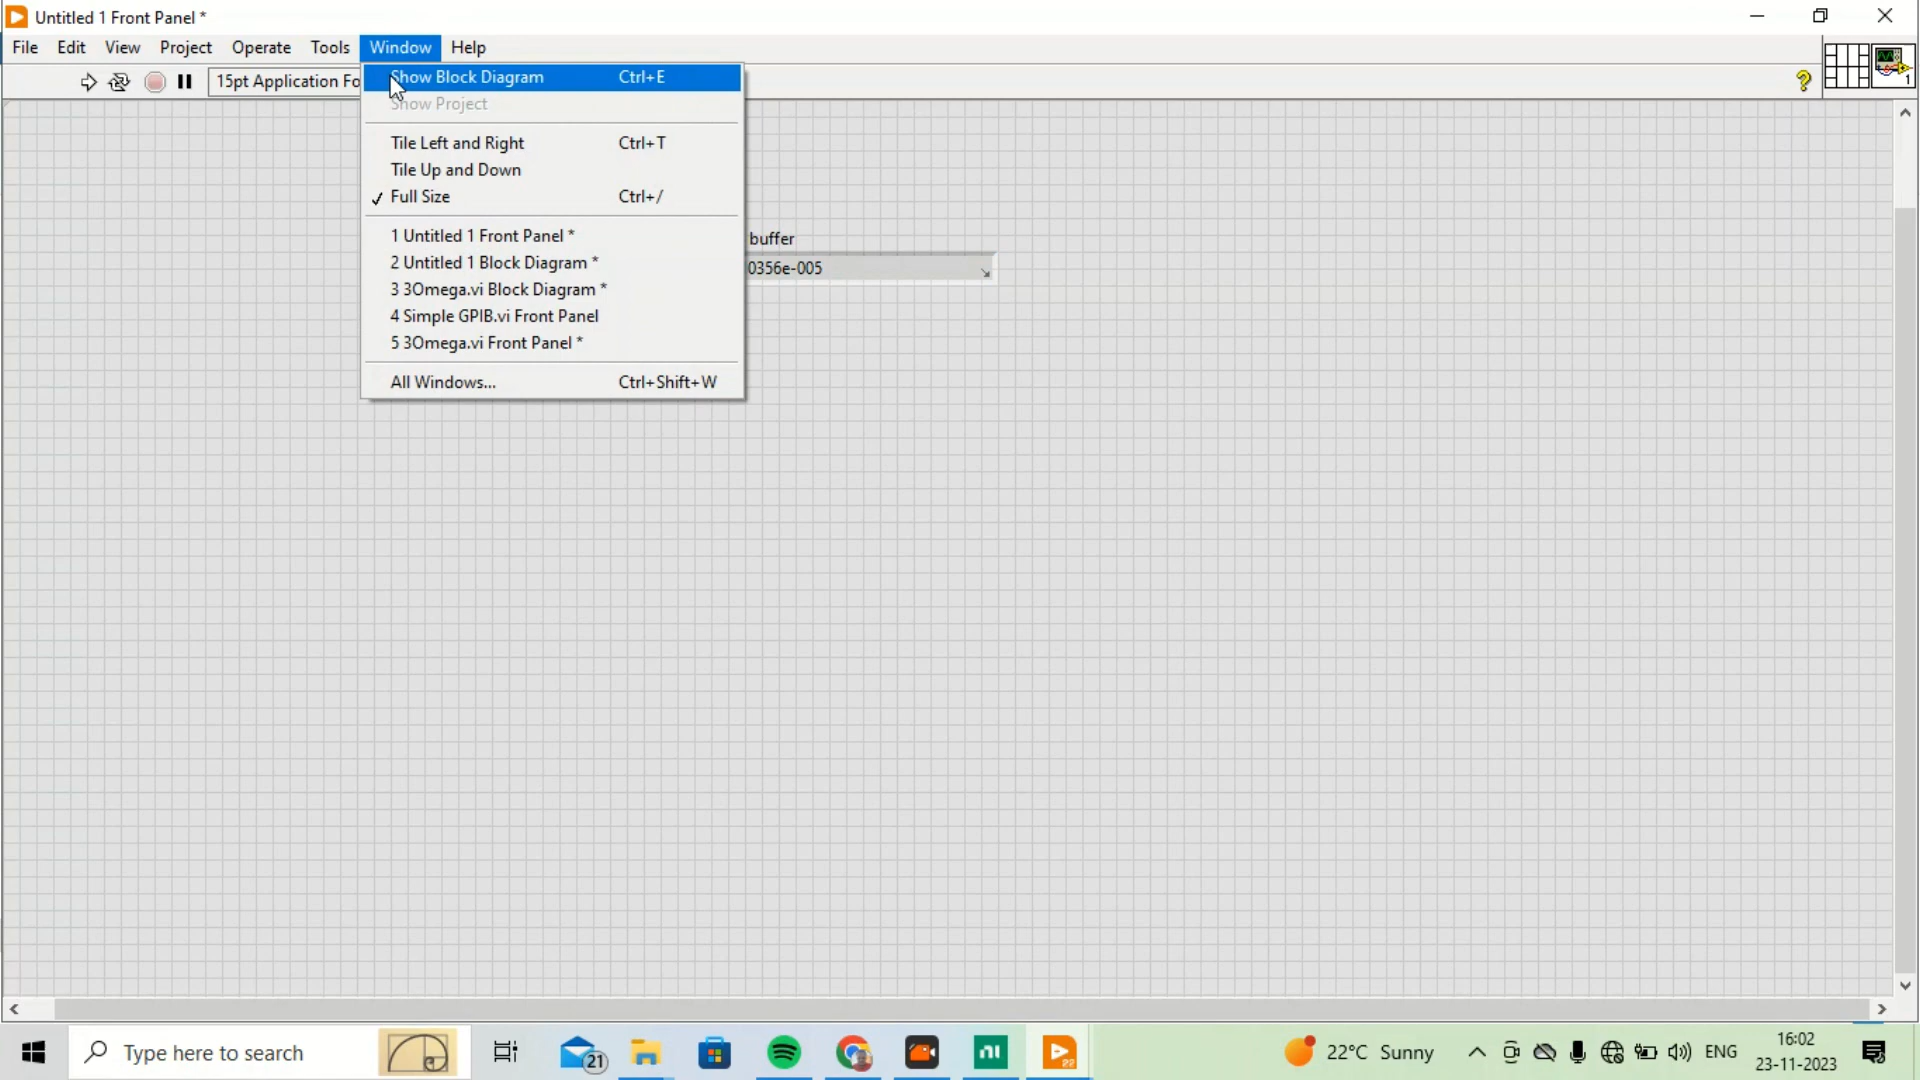 Untitled 1 Front Panel *
File Edit View Project Operate Tools Window Help
15pt Application Fo
1
Show Block Diagram Ctrl+E
Show Project
Tile Left and Right Ctrl+T
Tile Up and Down
✓ Full Size Ctrl+/
1 Untitled 1 Front Panel *
2 Untitled 1 Block Diagram *
3 3Omega.vi Block Diagram *
4 Simple GPIB.vi Front Panel
5 3Omega.vi Front Panel *
All Windows... Ctrl+Shift+W
buffer
0356e-005
Type here to search
21
22
22°C Sunny
ENG
16:02
23-11-2023